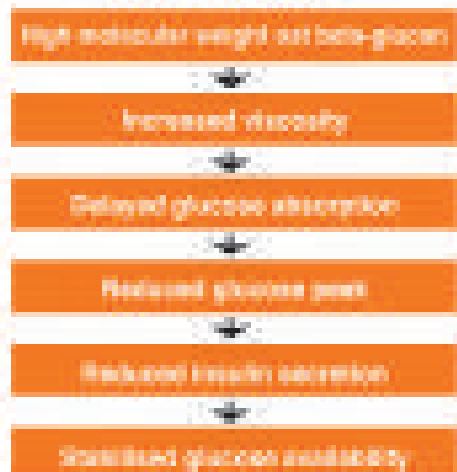 High molecular weight oat beta-glucan
Increased viscosity
Delayed glucose absorption
Reduced glucose peak
Reduced insulin secretion
Stabilised glucose availability